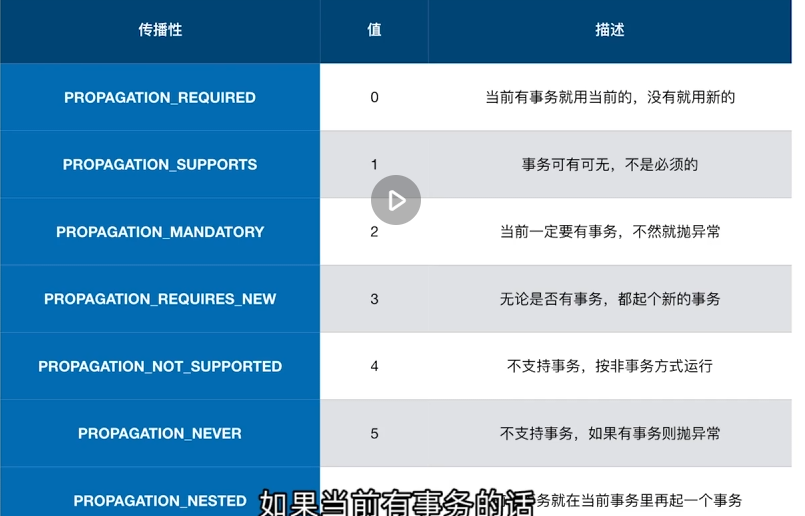 传播性 值 描述
PROPAGATION_REQUIRED 0 当前有事务就用当前的，没有就用新的
PROPAGATION_SUPPORTS 1 事务可有可无，不是必须的
PROPAGATION_MANDATORY 2 当前一定要有事务，不然就抛异常
PROPAGATION_REQUIRES_NEW 3 无论是否有事务，都起个新的事务
PROPAGATION_NOT_SUPPORTED 4 不支持事务，按非事务方式运行
PROPAGATION_NEVER 5 不支持事务，如果有事务则抛异常
PROPAGATION_NESTED 务就在当前事务里再起一个事务
如果当前有事务的话